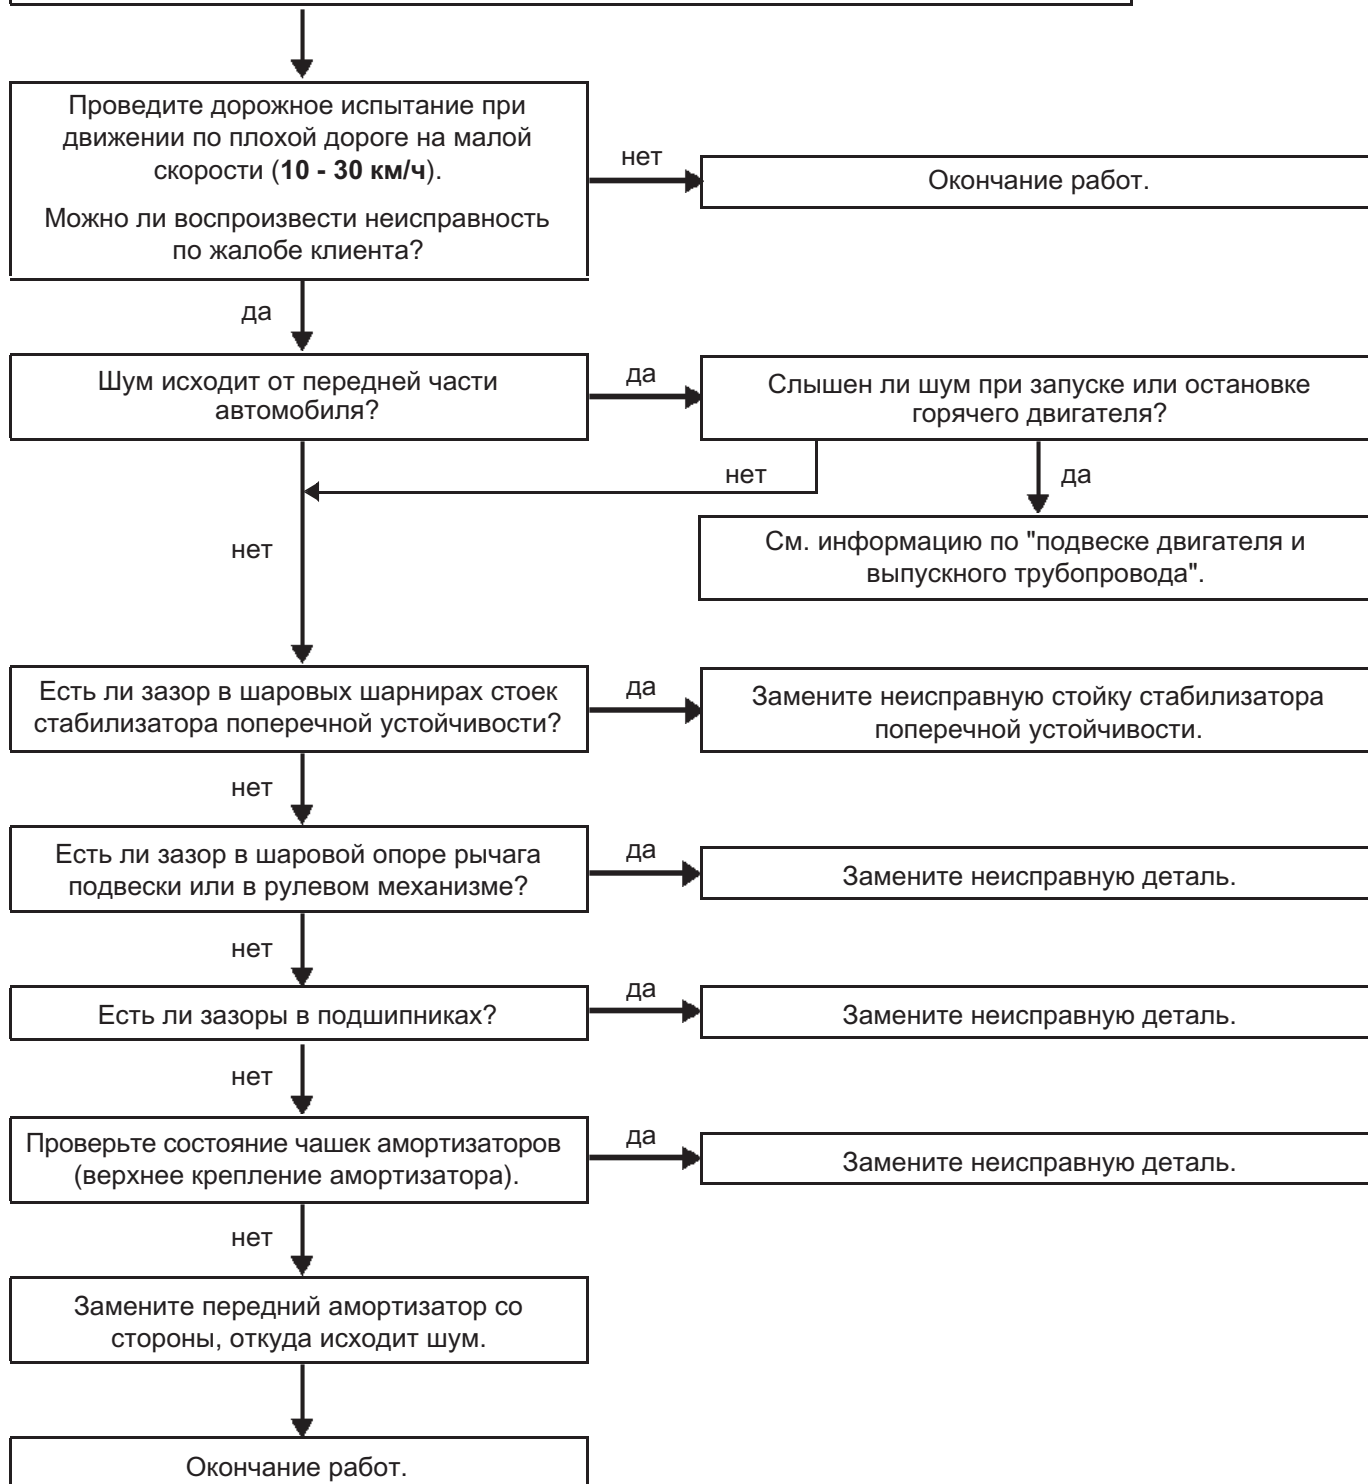 Проведите дорожное испытание при
движении по плохой дороге на малой
скорости (10 - 30 км/ч).
Можно ли воспроизвести неисправность
по жалобе клиента?
нет
Окончание работ.
да
Шум исходит от передней части
автомобиля?
да
Слышен ли шум при запуске или остановке
горячего двигателя?
нет
да
нет
См. информацию по "подвеске двигателя и
выпускного трубопровода".
Есть ли зазор в шаровых шарнирах стоек
стабилизатора поперечной устойчивости?
да
Замените неисправную стойку стабилизатора
поперечной устойчивости.
нет
Есть ли зазор в шаровой опоре рычага
подвески или в рулевом механизме?
да
Замените неисправную деталь.
нет
Есть ли зазоры в подшипниках?
да
Замените неисправную деталь.
нет
Проверьте состояние чашек амортизаторов
(верхнее крепление амортизатора).
да
Замените неисправную деталь.
нет
Замените передний амортизатор со
стороны, откуда исходит шум.
Окончание работ.